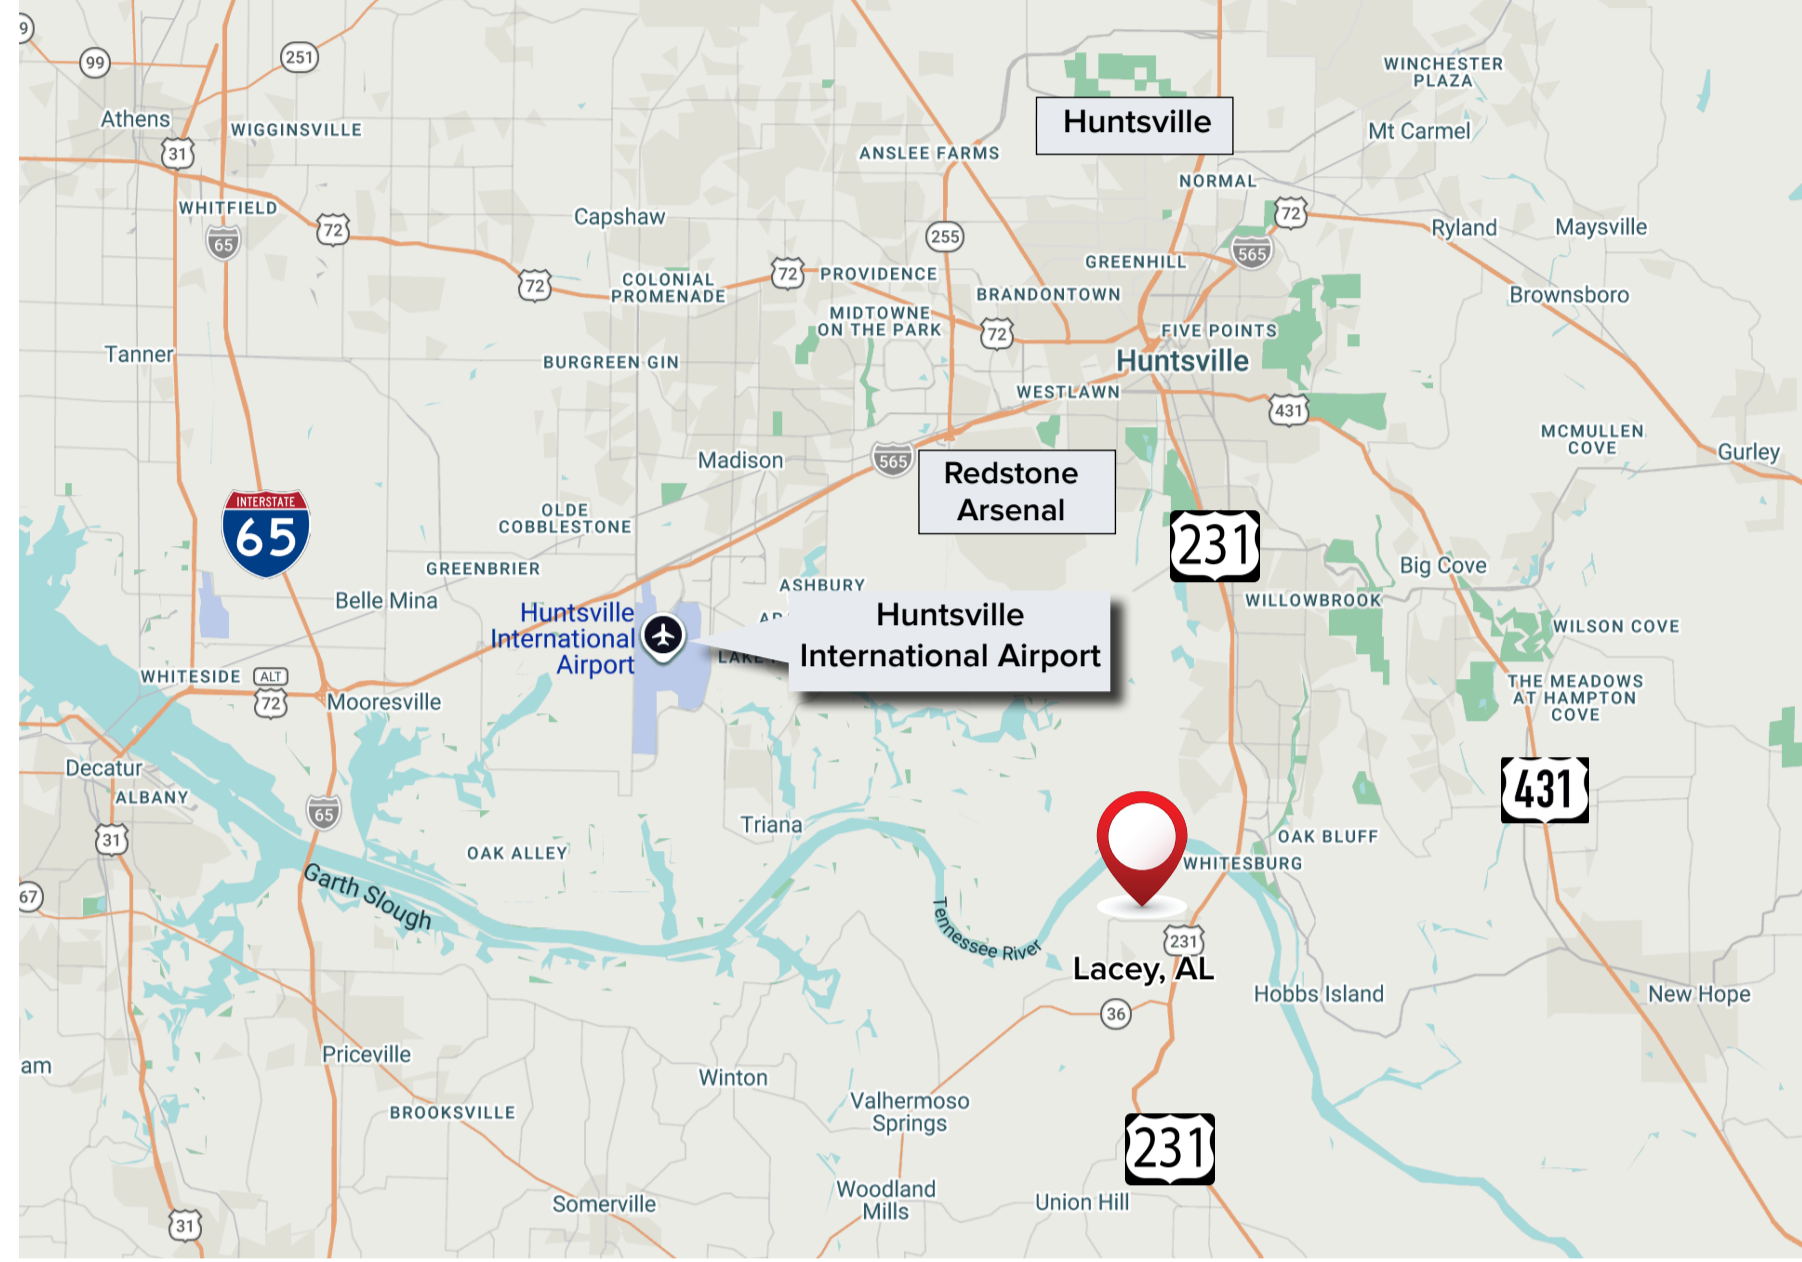 9
99
251
WINCHESTER
PLAZA
Athens
WIGGINSVILLE
Huntsville
Mt Carmel
31
ANSLEE FARMS
NORMAL
WHITFIELD
72
Capshaw
72
Ryland
Maysville
65
255
565
GREENHILL
72
COLONIAL
PROMENADE
72
PROVIDENCE
BRANDONTOWN
Brownsboro
MIDTOWNE
ON THE PARK
72
FIVE POINTS
Tanner
BURGREEN GIN
Huntsville
WESTLAWN
431
MCMULLEN
COVE
Gurley
Madison
565
Redstone
Arsenal
INTERSTATE
65
OLDE
COBBLESTONE
231
GREENBRIER
Big Cove
ASHBURY
Belle Mina
WILLOWBROOK
Huntsville
International
Airport
Huntsville
International Airport
WILSON COVE
LAKE
WHITESIDE
ALT
72
Mooresville
THE MEADOWS
AT HAMPTON
COVE
Decatur
ALBANY
431
65
Triana
31
OAK ALLEY
OAK BLUFF
WHITESBURG
Garth Slough
67
Tennessee River
231
Lacey, AL
Hobbs Island
New Hope
36
am
Priceville
Winton
BROOKSVILLE
Valhermoso
Springs
231
Woodland
Mills
Union Hill
Somerville
31